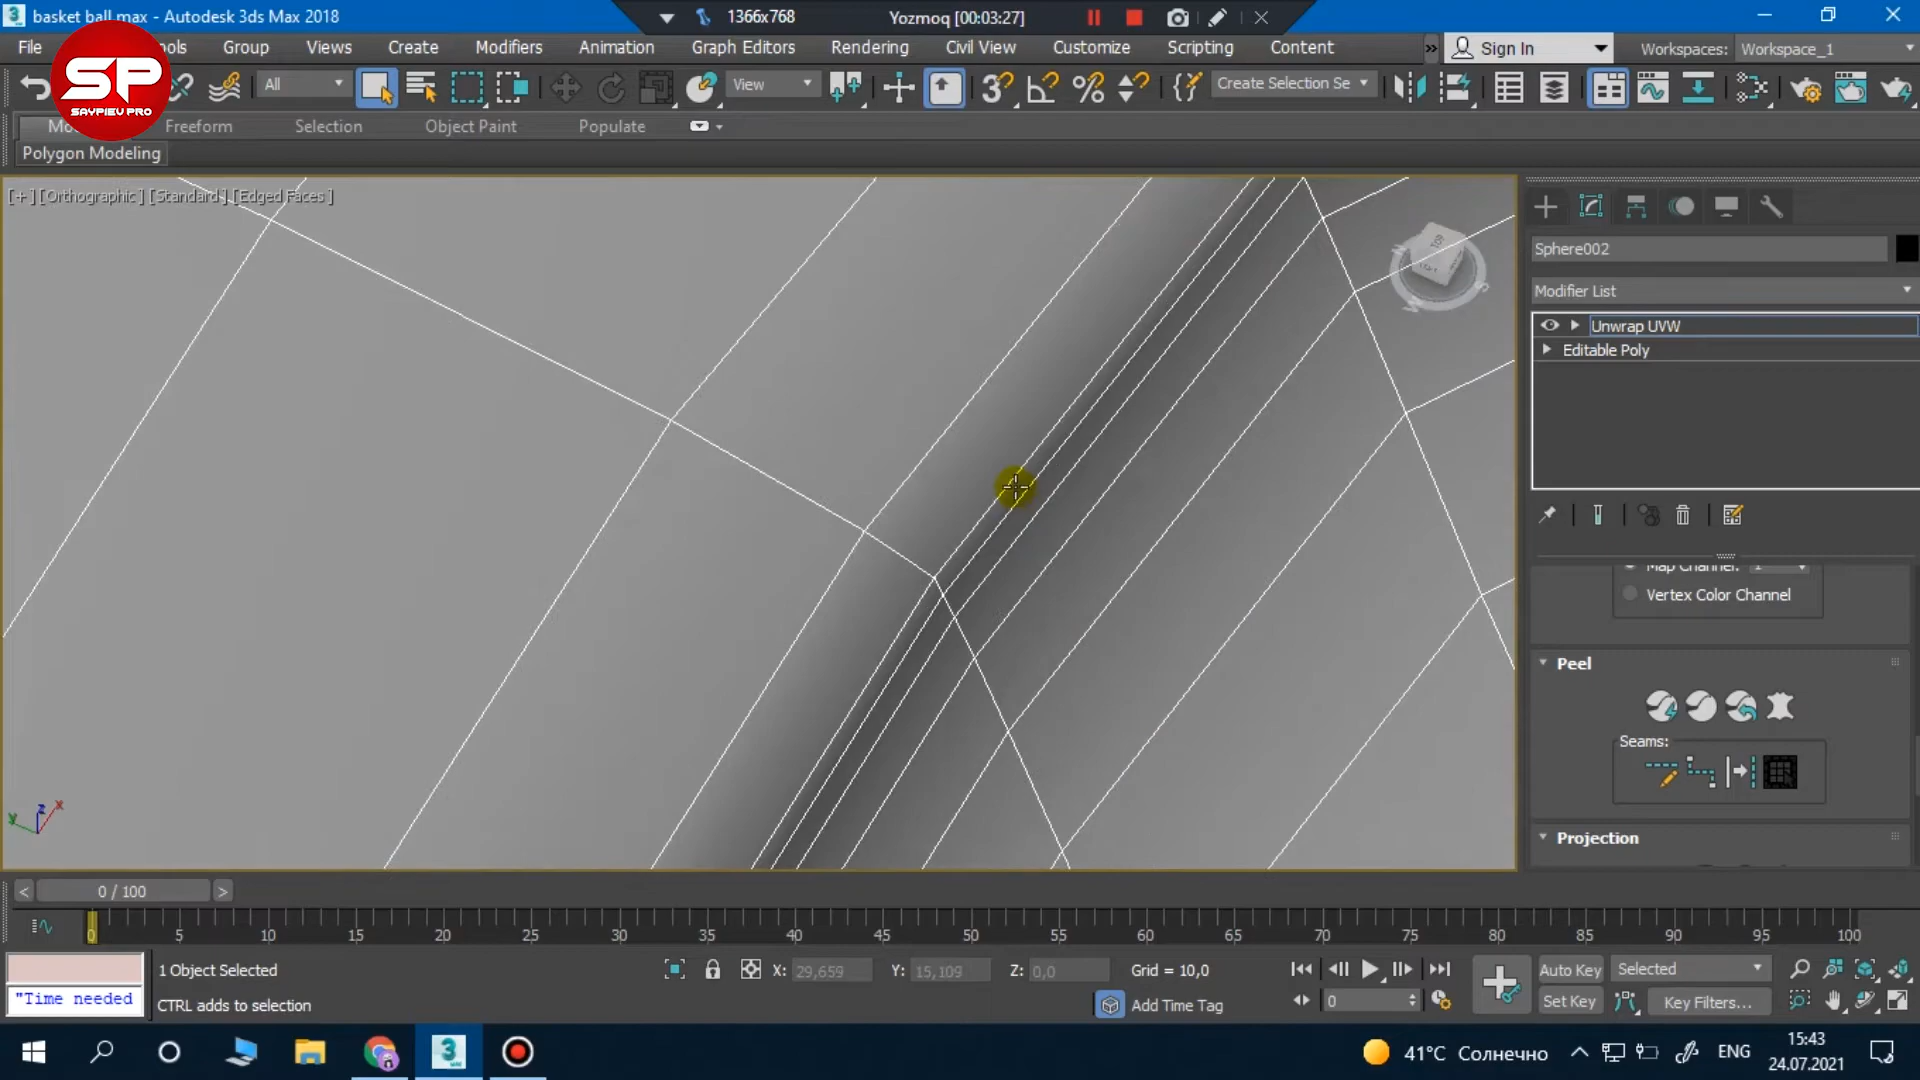 basket ball.max - Autodesk 3ds Max 2018
1366x768
Yozmoq [00:03:27]
File
Group
Views
Create
Modifiers
Animation
Graph Editors
Rendering
Civil View
Customize
Scripting
Content
Sign In
Workspaces: Workspace_1
SP
SAYPIEV PRO
All
View
Create Selection Se
Freeform
Selection
Object Paint
Populate
Polygon Modeling
[+] [Orthographic] [Standard] [Edged Faces]
TOP
Sphere002
Modifier List
Unwrap UVW
Editable Poly
Map Channel: 1
Vertex Color Channel
Peel
Seams:
Projection
0 / 100
0 5 10 15 20 25 30 35 40 45 50 55 60 65 70 75 80 85 90 95 100
1 Object Selected
X: 29,659 Y: 15,109 Z: 0,0 Grid = 10,0
Auto Key
Selected
"Time needed
CTRL adds to selection
Add Time Tag
0
Set Key
Key Filters...
41°C Солнечно
ENG
15:43
24.07.2021